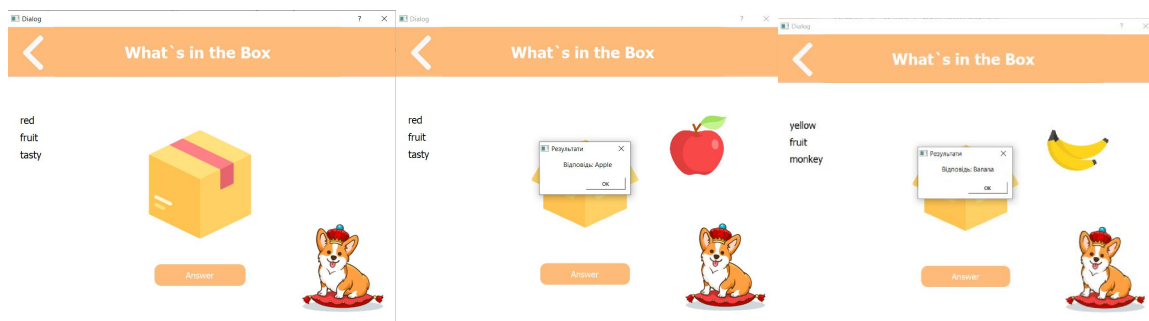 Dialog
?
What`s in the Box
red
fruit
tasty
Answer
Dialog
?
What`s in the Box
red
fruit
tasty
Результати
Відповідь: Apple
OK
Answer
Dialog
?
What`s in the Box
yellow
fruit
monkey
Результати
Відповідь: Banana
OK
Answer